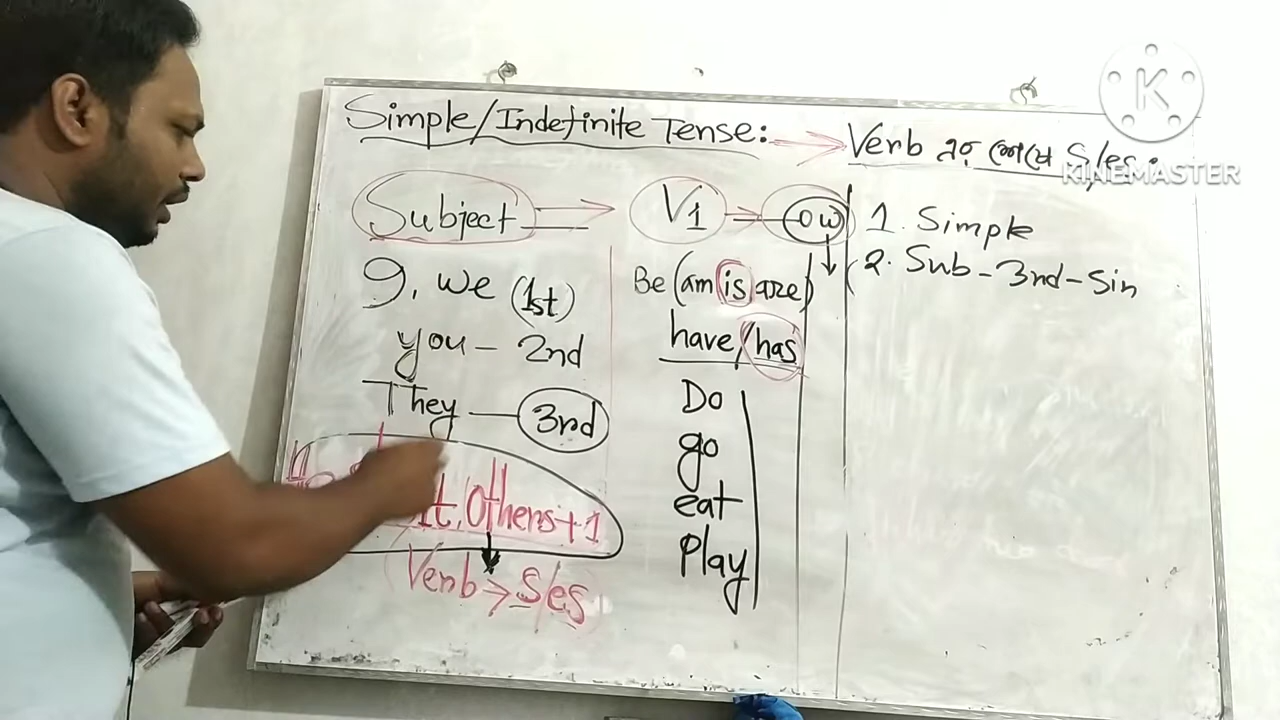 Simple/Indefinite Tense:
Verb এর শেষে S/es:
KINEMASTER
Subject V1 ow
1. Simple
2. Sub-3rd-Sin
I, we (1st)
you - 2nd
They - 3rd
It, Others+1
Verb > S/es
Be (am is are)
have/has
Do
go
eat
Play